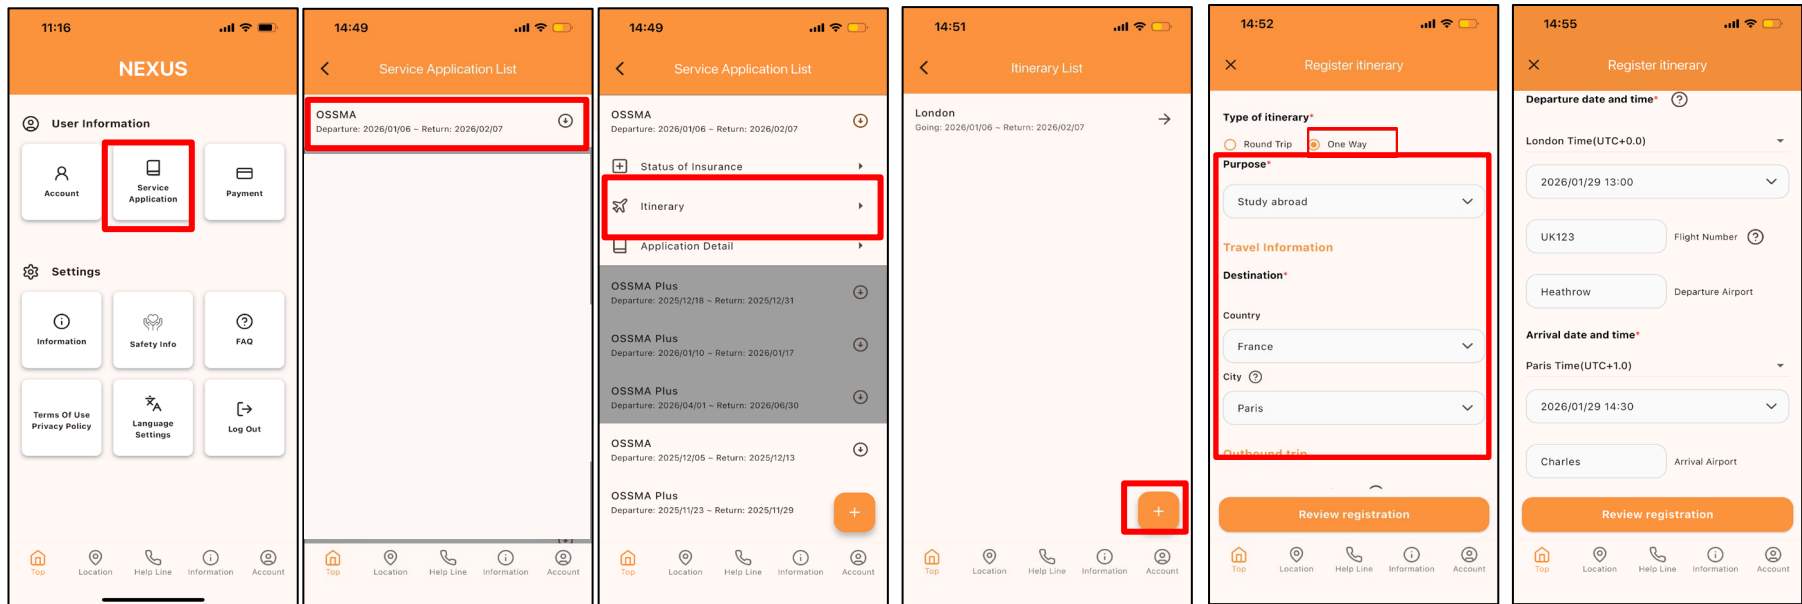 11:16
NEXUS
User Information
Account
Service
Application
Payment
Settings
Information
Safety Info
FAQ
Terms Of Use
Privacy Policy
Language
Settings
Log Out
Top
Location
Help Line
Information
Account
14:49
Service Application List
OSSMA
Departure: 2026/01/06 ~ Return: 2026/02/07
Top
Location
Help Line
Information
Account
14:49
Service Application List
OSSMA
Departure: 2026/01/06 ~ Return: 2026/02/07
Status of Insurance
Itinerary
Application Detail
OSSMA Plus
Departure: 2025/12/18 ~ Return: 2025/12/31
OSSMA Plus
Departure: 2026/01/10 ~ Return: 2026/01/17
OSSMA Plus
Departure: 2026/04/01 ~ Return: 2026/06/30
OSSMA
Departure: 2025/12/05 ~ Return: 2025/12/13
OSSMA Plus
Departure: 2025/11/23 ~ Return: 2025/11/29
+
Top
Location
Help Line
Information
Account
14:51
Itinerary List
London
Going: 2026/01/06 ~ Return: 2026/02/07
+
Top
Location
Help Line
Information
Account
14:52
Register itinerary
Type of itinerary*
Round Trip One Way
Purpose*
Study abroad
Travel Information
Destination*
Country
France
City ?
Paris
Outbound trip
Review registration
Top
Location
Help Line
Information
Account
14:55
Register itinerary
Departure date and time* ?
London Time(UTC+0.0)
2026/01/29 13:00
UK123 Flight Number ?
Heathrow Departure Airport
Arrival date and time*
Paris Time(UTC+1.0)
2026/01/29 14:30
Charles Arrival Airport
Review registration
Top
Location
Help Line
Information
Account